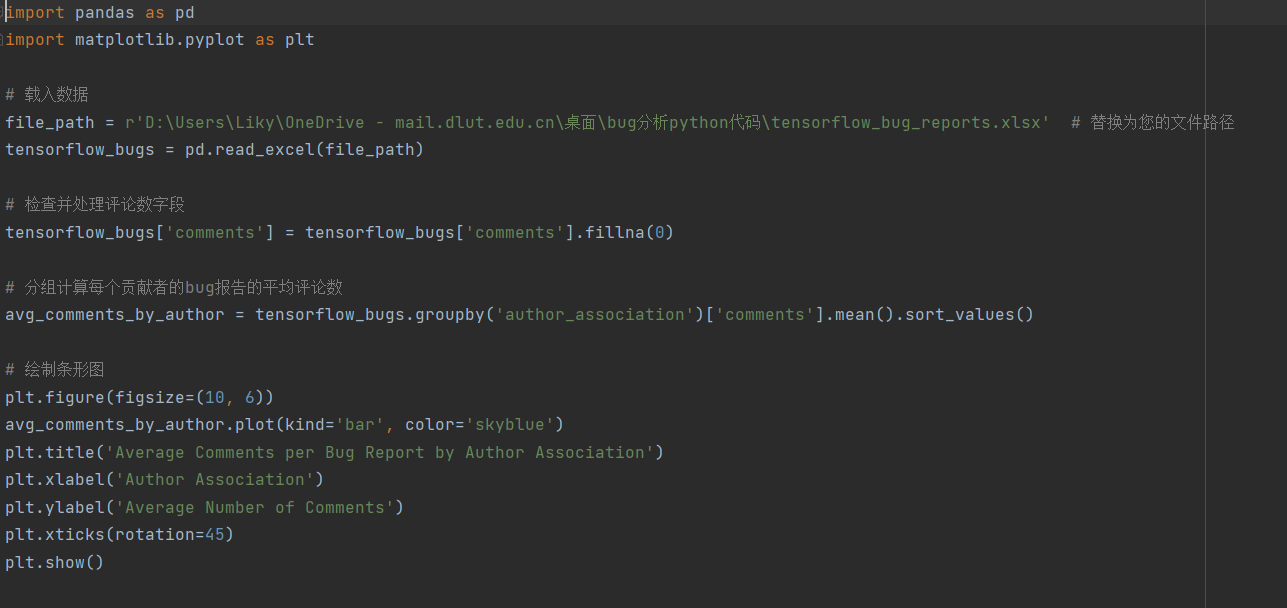 import pandas as pd
import matplotlib.pyplot as plt
# 载入数据
file_path = r'D:\Users\Liky\OneDrive - mail.dlut.edu.cn\桌面\bug分析python代码\tensorflow_bug_reports.xlsx'  # 替换为您的文件路径
tensorflow_bugs = pd.read_excel(file_path)
# 检查并处理评论数字段
tensorflow_bugs['comments'] = tensorflow_bugs['comments'].fillna(0)
# 分组计算每个贡献者的bug报告的平均评论数
avg_comments_by_author = tensorflow_bugs.groupby('author_association')['comments'].mean().sort_values()
# 绘制条形图
plt.figure(figsize=(10, 6))
avg_comments_by_author.plot(kind='bar', color='skyblue')
plt.title('Average Comments per Bug Report by Author Association')
plt.xlabel('Author Association')
plt.ylabel('Average Number of Comments')
plt.xticks(rotation=45)
plt.show()